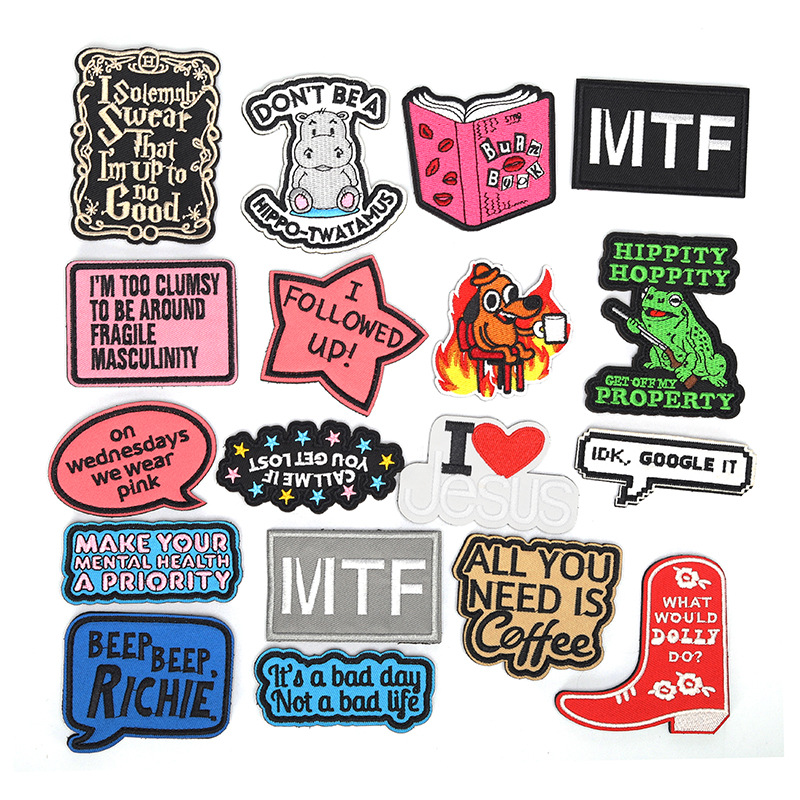 H
I Solemnly
Swear
That
I'm up to
no
Good.
DON'T BE A
HIPPO-TWATAMUS
BuRn
BOOK
MTF
I'M TOO CLUMSY
TO BE AROUND
FRAGILE
MASCULINITY
I
FOLLOWED
UP!
HIPPITY
HOPPITY
GET OFF MY
PROPERTY
on
wednesdays
we wear
pink
CALL ME IF
YOU GET LOST
I
Jesus
IDK, GOOGLE IT
MAKE YOUR
MENTAL HEALTH
A PRIORITY
MTF
ALL YOU
NEED IS
Coffee
WHAT
WOULD
DOLLY
DO?
BEEP BEEP,
RICHIE.
It's a bad day
Not a bad life